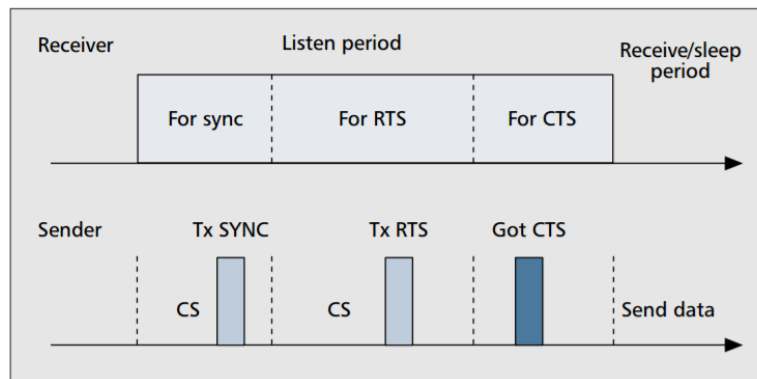 Receiver
Listen period
Receive/sleep
period
For sync
For RTS
For CTS
Sender
Tx SYNC
Tx RTS
Got CTS
CS
CS
Send data